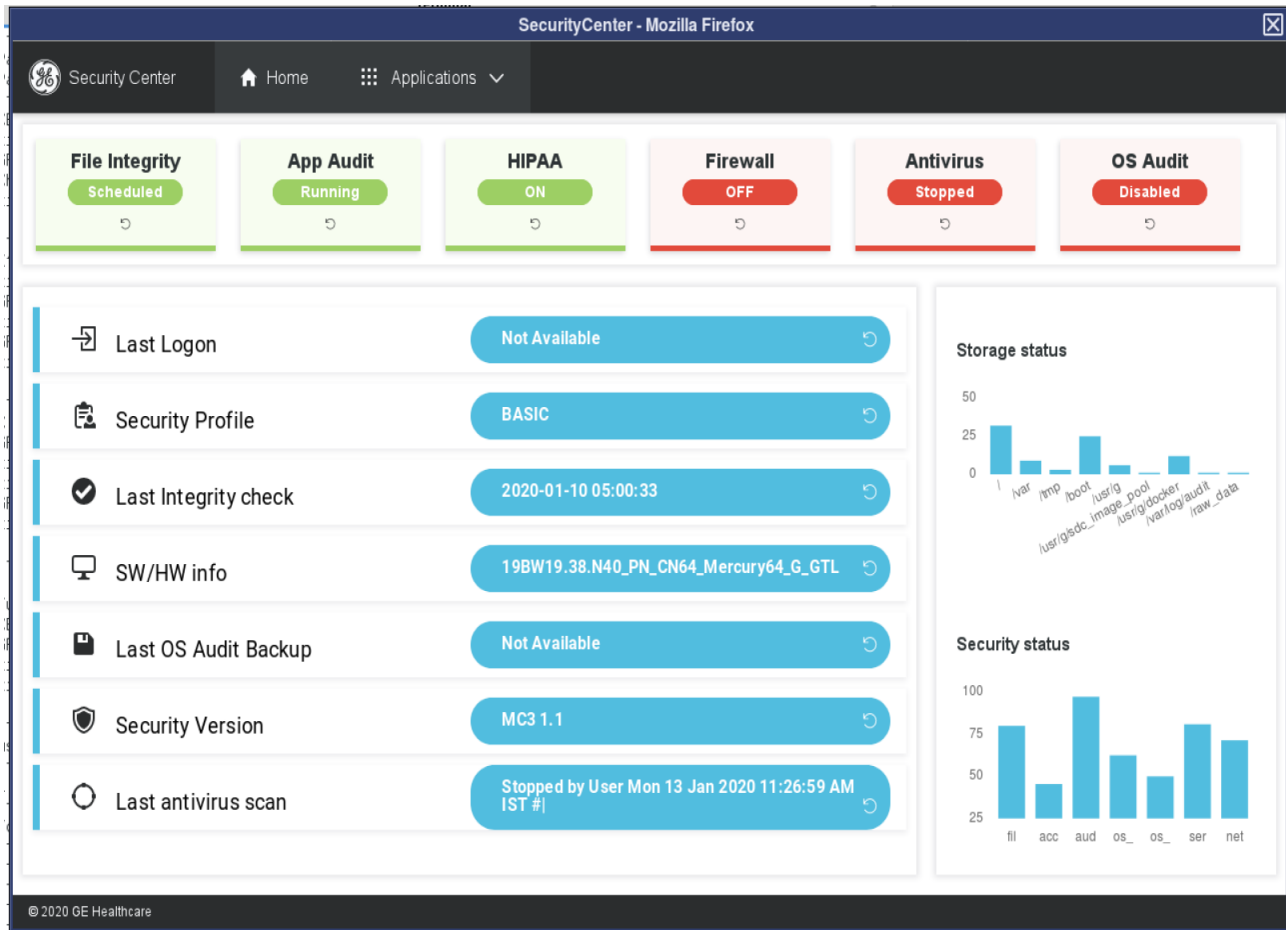 SecurityCenter - Mozilla Firefox
Security Center
Home
Applications
File Integrity
Scheduled
App Audit
Running
HIPAA
ON
Firewall
OFF
Antivirus
Stopped
OS Audit
Disabled
Last Logon
Not Available
Security Profile
BASIC
Last Integrity check
2020-01-10 05:00:33
SW/HW info
19BW19.38.N40_PN_CN64_Mercury64_G_GTL
Last OS Audit Backup
Not Available
Security Version
MC3 1.1
Last antivirus scan
Stopped by User Mon 13 Jan 2020 11:26:59 AM
IST #|
Storage status
50
25
0
/
/var
/tmp
/boot
/usr/g
/usr/g/sdc_image_pool
/usr/g/docker
/var/log/audit
/raw_data
Security status
100
75
50
25
fil
acc
aud
os_
os_
ser
net
© 2020 GE Healthcare